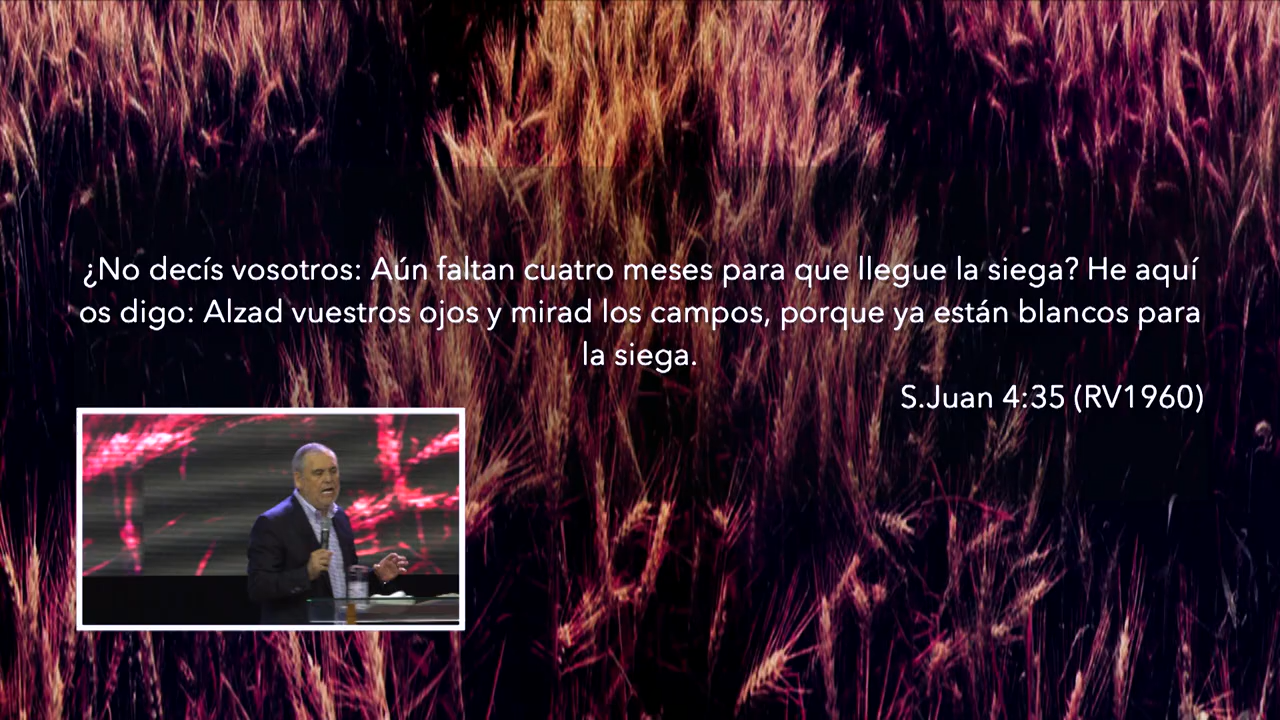 ¿No decís vosotros: Aún faltan cuatro meses para que llegue la siega? He aquí
os digo: Alzad vuestros ojos y mirad los campos, porque ya están blancos para
la siega.
S.Juan 4:35 (RV1960)